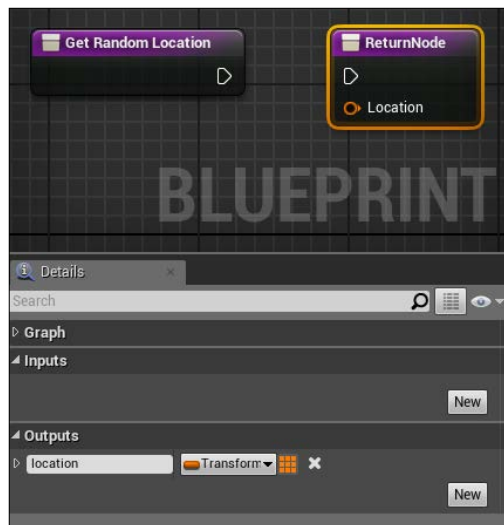 Get Random Location
ReturnNode
Location
BLUEPRINT
Details
Search
Graph
Inputs
New
Outputs
location
Transform
New